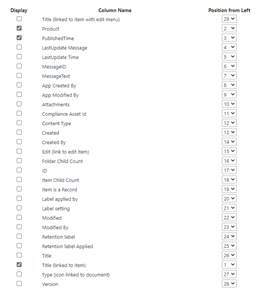 Display Column Name Position from Left
Title (linked to item with edit menu) 29
Product 2
PublishedTime 3
LastUpdate Message 4
LastUpdate Time 5
MessageID 6
MessageText 7
App Created By 8
App Modified By 9
Attachments 10
Compliance Asset Id 11
Content Type 12
Created 13
Created By 14
Edit (link to edit item) 15
Folder Child Count 16
ID 17
Item Child Count 18
Item is a Record 19
Label applied by 20
Label setting 21
Modified 22
Modified By 23
Retention label 24
Retention label Applied 25
Title 26
Title (linked to item) 1
Type (icon linked to document) 27
Version 28